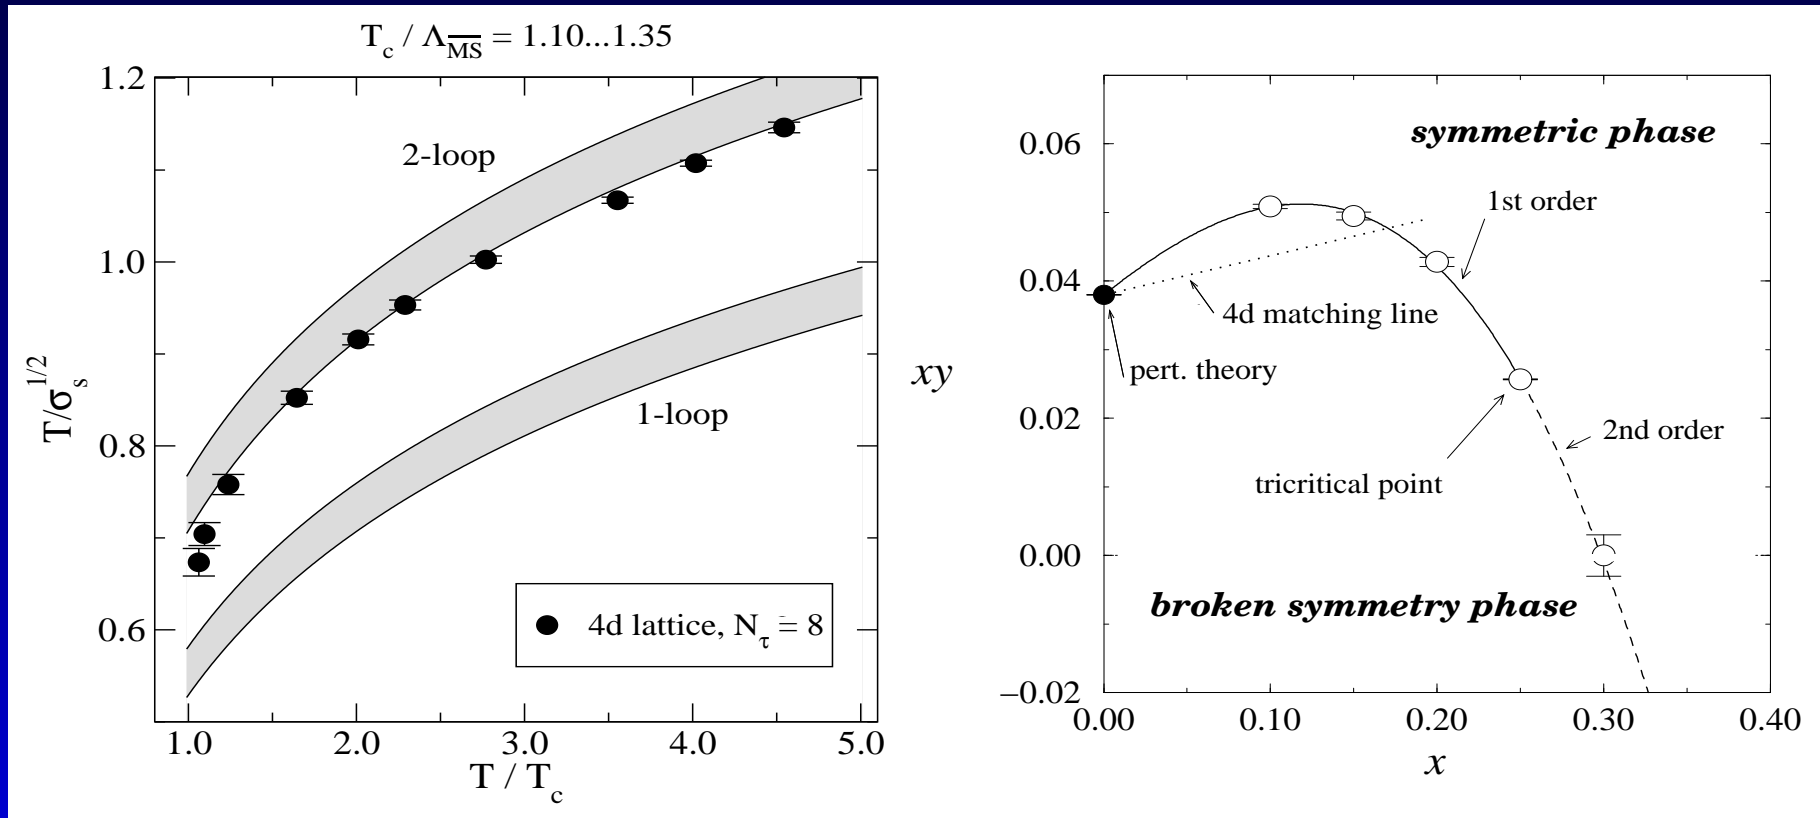 T_c / Λ_M̅S̅ = 1.10...1.35
1.2
1.0
0.8
0.6
T/σ_s^1/2
2-loop
1-loop
4d lattice, N_τ = 8
1.0 2.0 3.0 4.0 5.0
T / T_c
xy
0.06
0.04
0.02
0.00
−0.02
symmetric phase
1st order
4d matching line
pert. theory
2nd order
tricritical point
broken symmetry phase
0.00 0.10 0.20 0.30 0.40
x